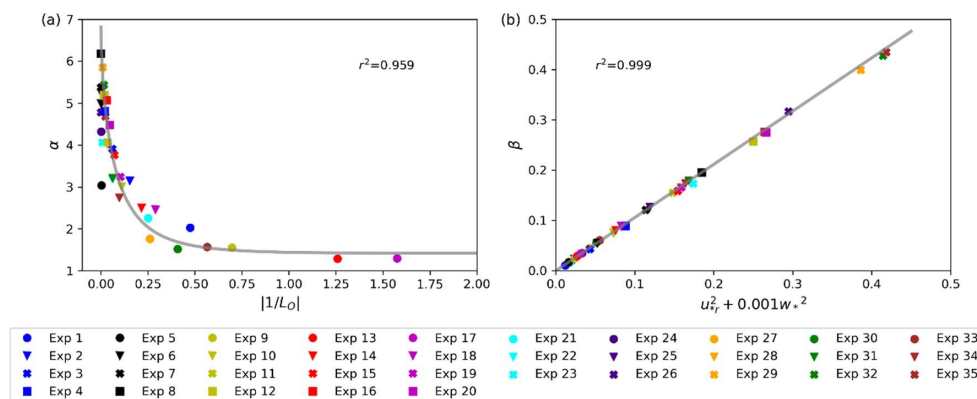 (a)
7
6
5
4
3
2
1
α
r²=0.959
0.00 0.25 0.50 0.75 1.00 1.25 1.50 1.75 2.00
|1/L_O|
(b)
0.5
0.4
0.3
0.2
0.1
0.0
β
r²=0.999
0.0 0.1 0.2 0.3 0.4 0.5
u²_{*r} + 0.001w_*²
Exp 1 Exp 5 Exp 9 Exp 13 Exp 17 Exp 21 Exp 24 Exp 27 Exp 30 Exp 33
Exp 2 Exp 6 Exp 10 Exp 14 Exp 18 Exp 22 Exp 25 Exp 28 Exp 31 Exp 34
Exp 3 Exp 7 Exp 11 Exp 15 Exp 19 Exp 23 Exp 26 Exp 29 Exp 32 Exp 35
Exp 4 Exp 8 Exp 12 Exp 16 Exp 20